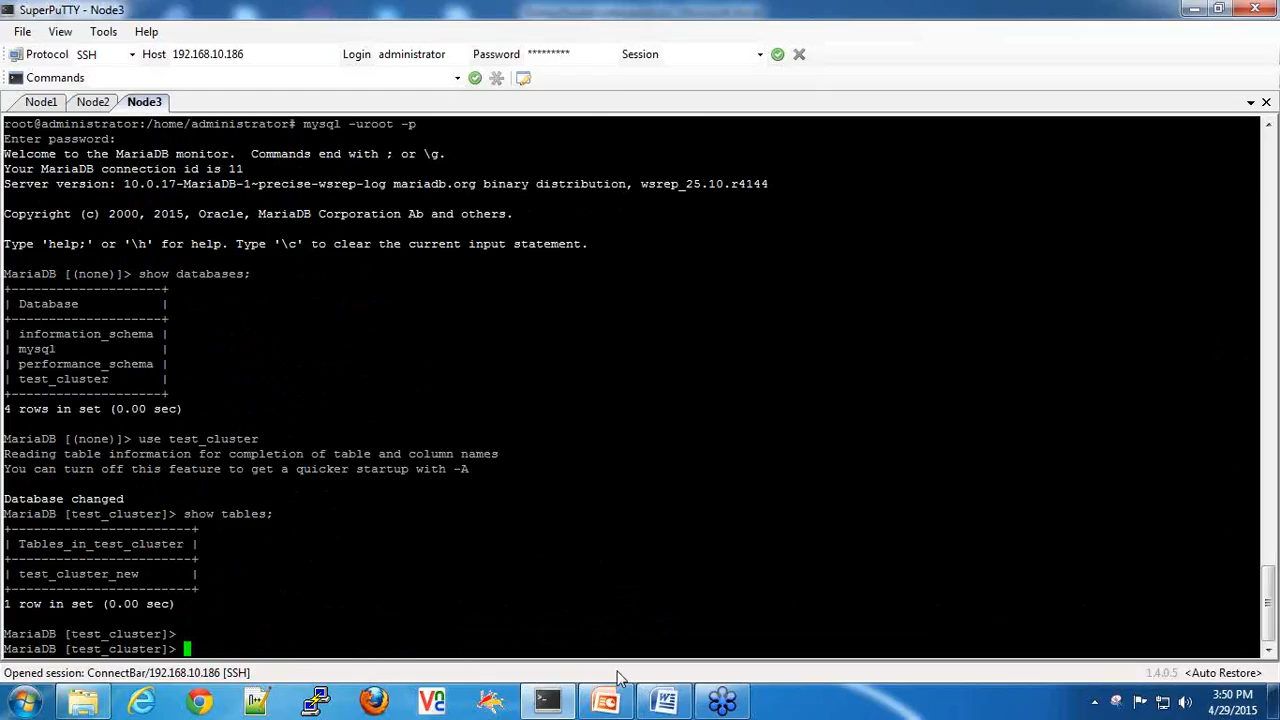 SuperPuTTY - Node3
File View Tools Help
Protocol SSH Host 192.168.10.186 Login administrator Password ********* Session
Commands
Node1 Node2 Node3
root@administrator:/home/administrator# mysql -uroot -p
Enter password:
Welcome to the MariaDB monitor.  Commands end with ; or \g.
Your MariaDB connection id is 11
Server version: 10.0.17-MariaDB-1~precise-wsrep-log mariadb.org binary distribution, wsrep_25.10.r4144
Copyright (c) 2000, 2015, Oracle, MariaDB Corporation Ab and others.
Type 'help;' or '\h' for help. Type '\c' to clear the current input statement.
MariaDB [(none)]> show databases;
+--------------------+
| Database           |
+--------------------+
| information_schema |
| mysql              |
| performance_schema |
| test_cluster       |
+--------------------+
4 rows in set (0.00 sec)
MariaDB [(none)]> use test_cluster
Reading table information for completion of table and column names
You can turn off this feature to get a quicker startup with -A
Database changed
MariaDB [test_cluster]> show tables;
+------------------------+
| Tables_in_test_cluster |
+------------------------+
| test_cluster_new       |
+------------------------+
1 row in set (0.00 sec)
MariaDB [test_cluster]>
MariaDB [test_cluster]>
Opened session: ConnectBar/192.168.10.186 [SSH] 1.4.0.5 <Auto Restore>
3:50 PM
4/29/2015